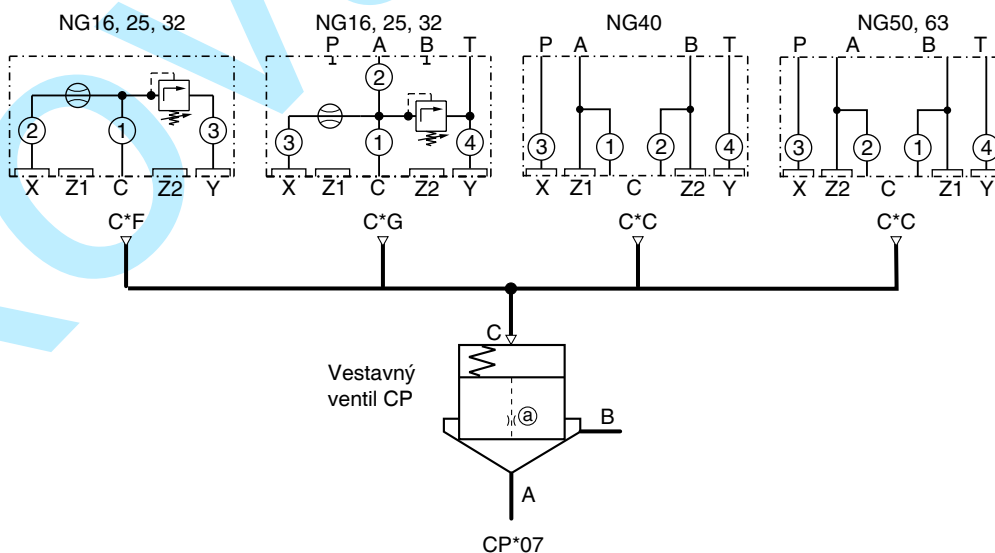 NG16, 25, 32 NG16, 25, 32 NG40 NG50, 63
P A B T P A B T P A B T
2
2 1 3 3 1 4 3 1 2 4 3 2 1 4
X Z1 C Z2 Y X Z1 C Z2 Y X Z1 C Z2 Y X Z2 C Z1 Y
C*F C*G C*C C*C
C
Vestavný
ventil CP
a
B
A
CP*07